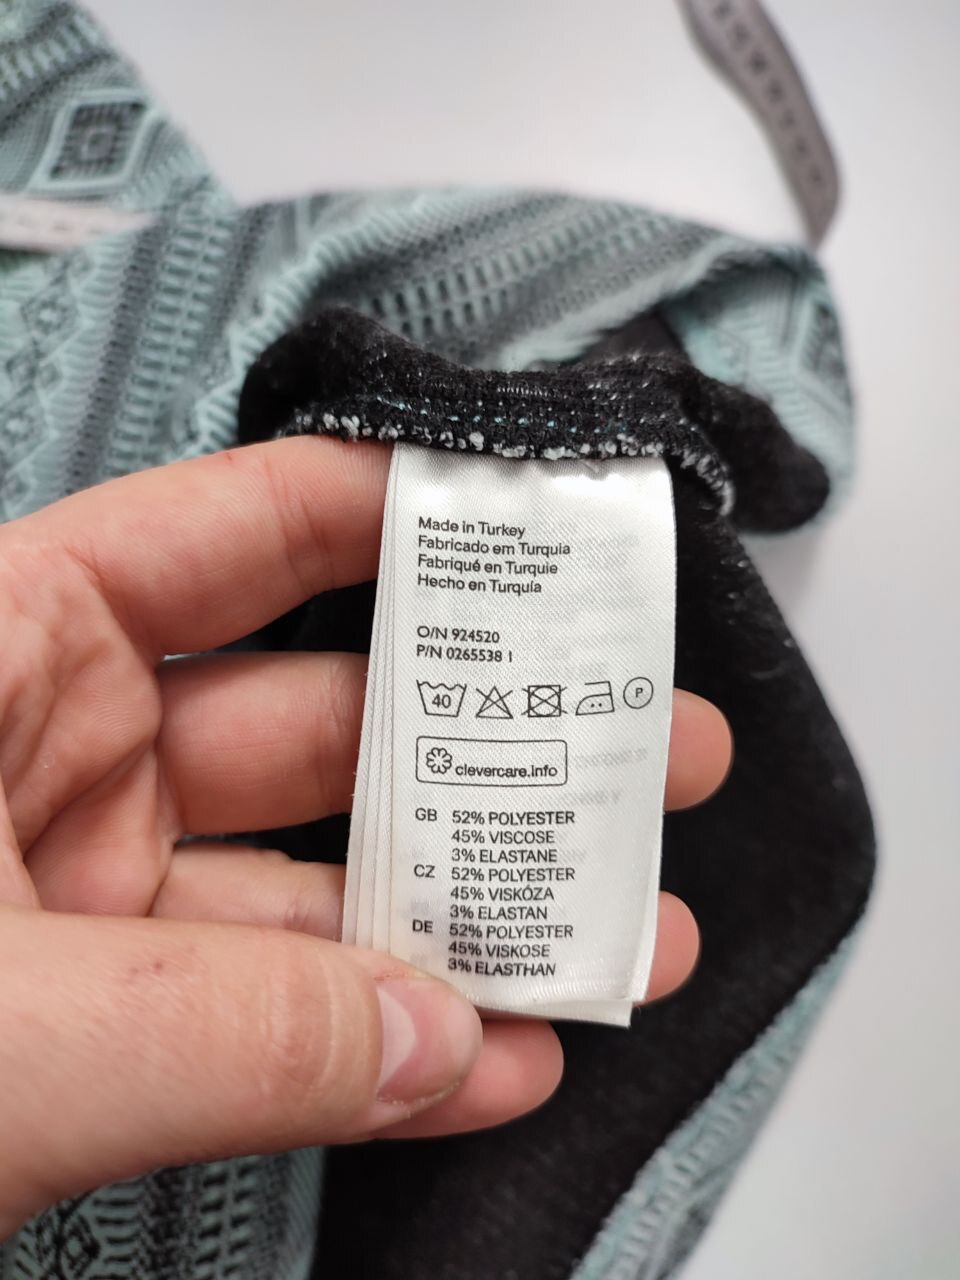 Made in Turkey
Fabricado em Turquia
Fabriqué en Turquie
Hecho en Turquía
O/N 924520
P/N 0265538 1
40
P
clevercare.info
GB 52% POLYESTER
45% VISCOSE
3% ELASTANE
CZ 52% POLYESTER
45% VISKÓZA
3% ELASTAN
DE 52% POLYESTER
45% VISKOSE
3% ELASTHAN